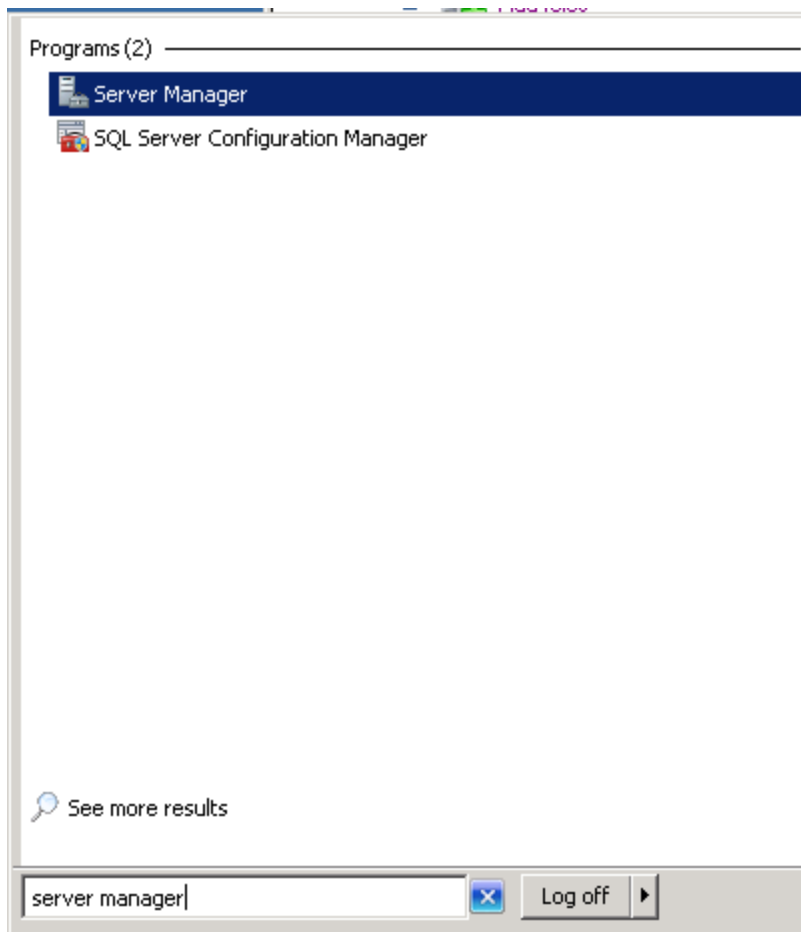 Programs (2)
Server Manager
SQL Server Configuration Manager
See more results
server manager
Log off